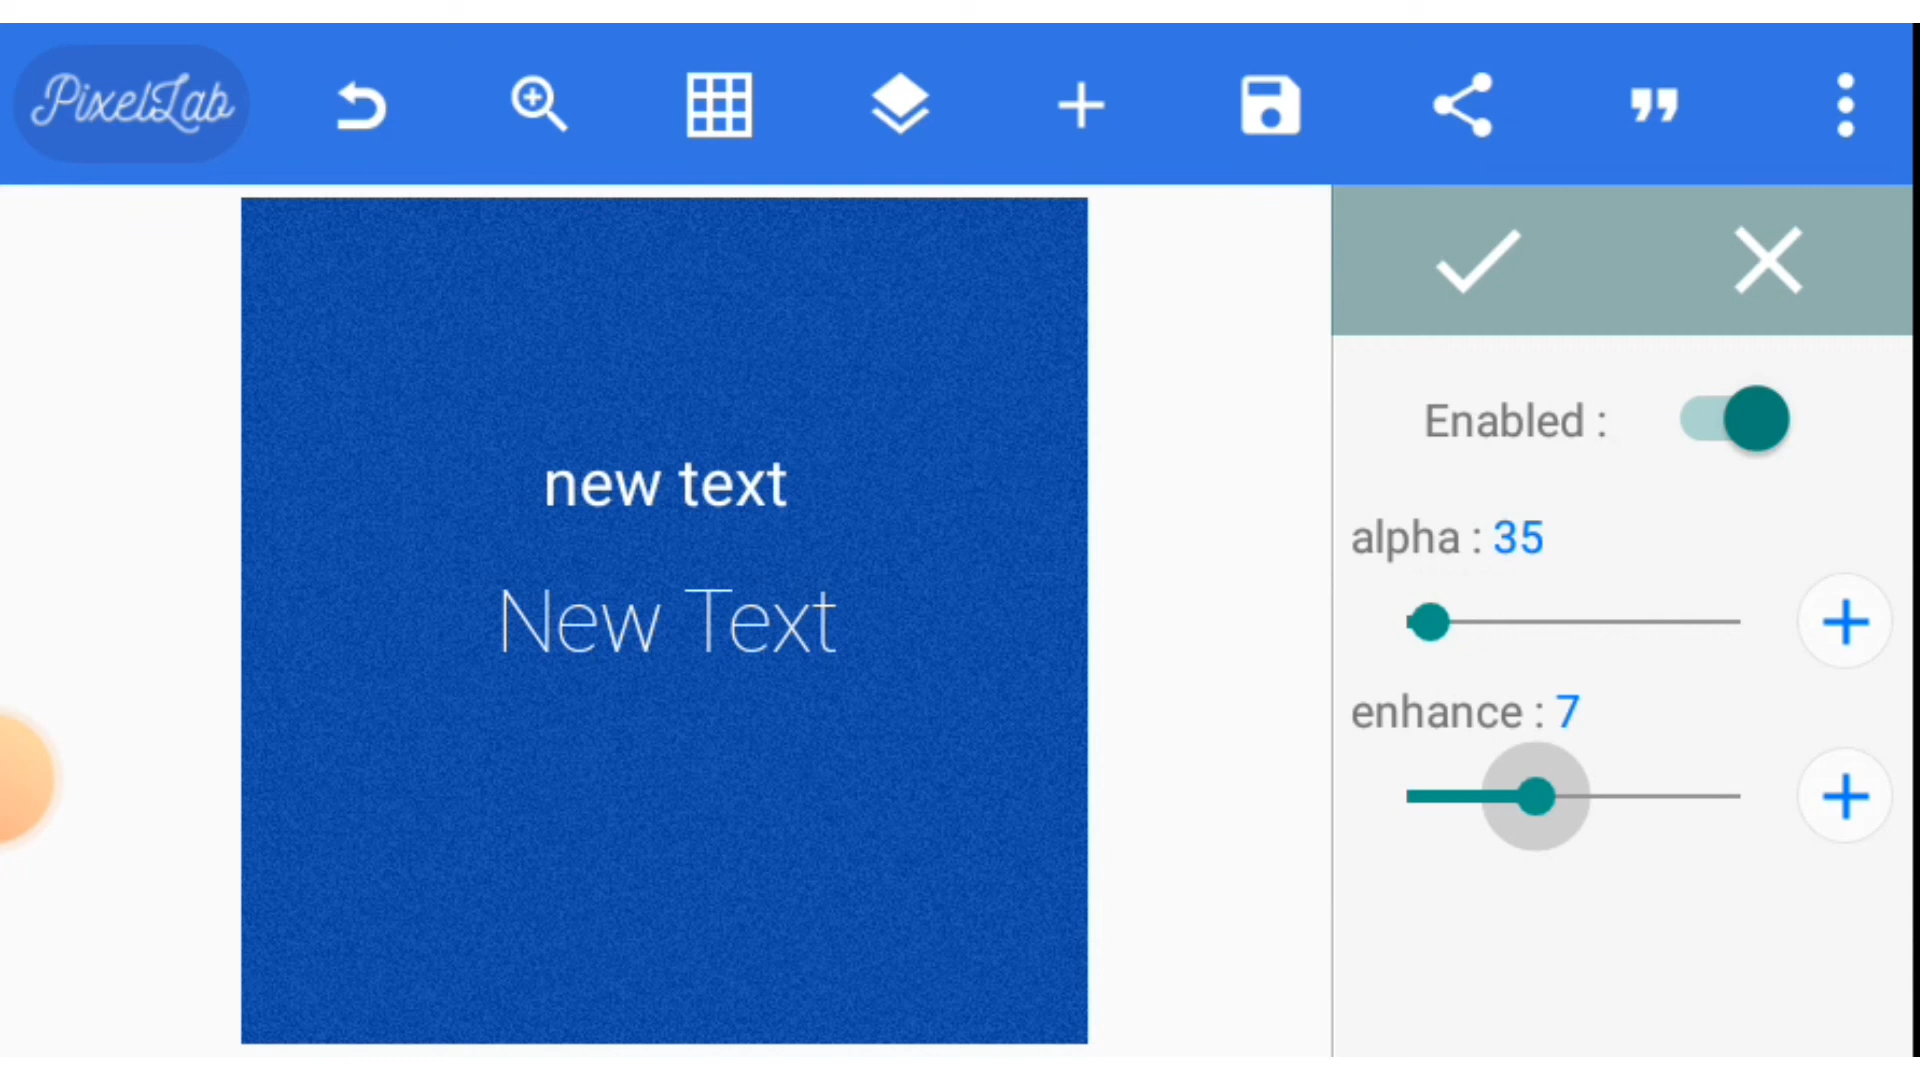 PixelLab
Enabled :
new text
alpha : 35
New Text
enhance : 7